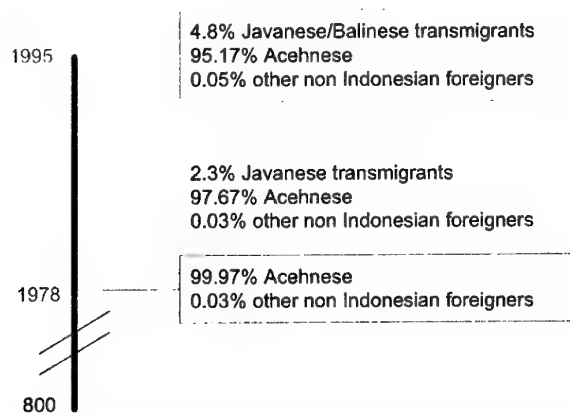 4.8% Javanese/Balinese transmigrants
1995
95.17% Acehnese
0.05% other non Indonesian foreigners
2.3% Javanese transmigrants
97.67% Acehnese
0.03% other non Indonesian foreigners
99.97% Acehnese
1978
0.03% other non Indonesian foreigners
800